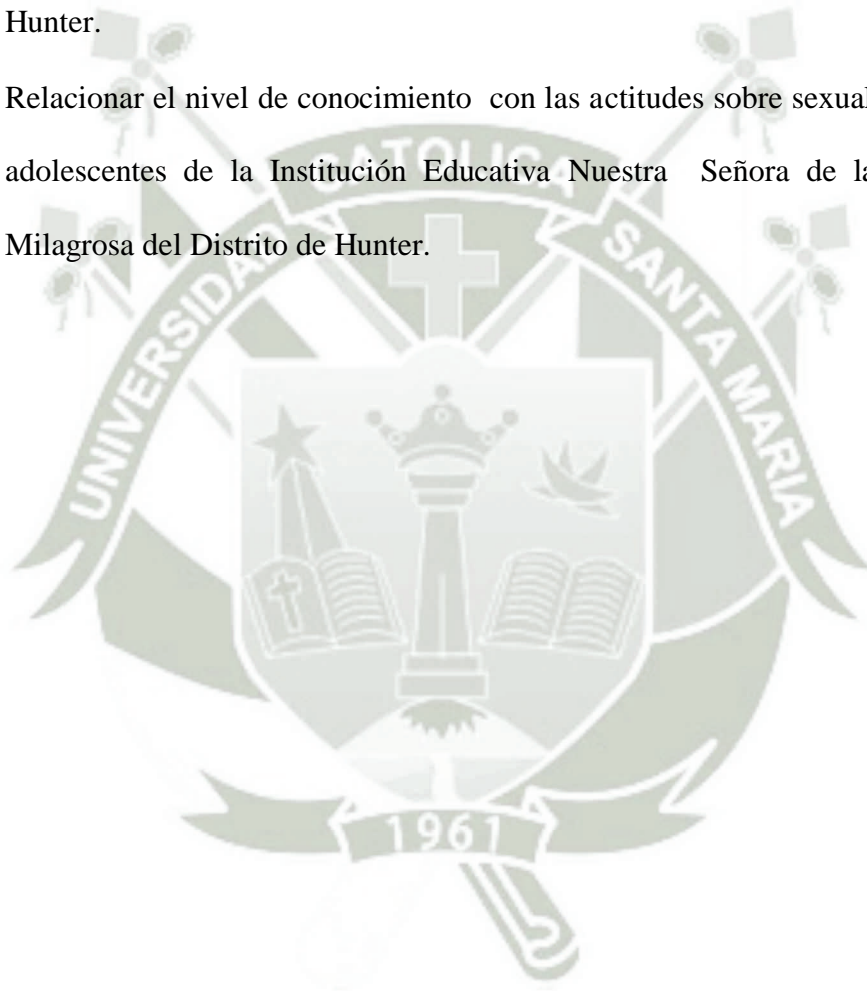 Hunter.
Relacionar el nivel de conocimiento con las actitudes sobre sexual
adolescentes de la Institución Educativa Nuestra Señora de la
Milagrosa del Distrito de Hunter.
UNIVERSIDAD CATOLICA SANTA MARIA
1961